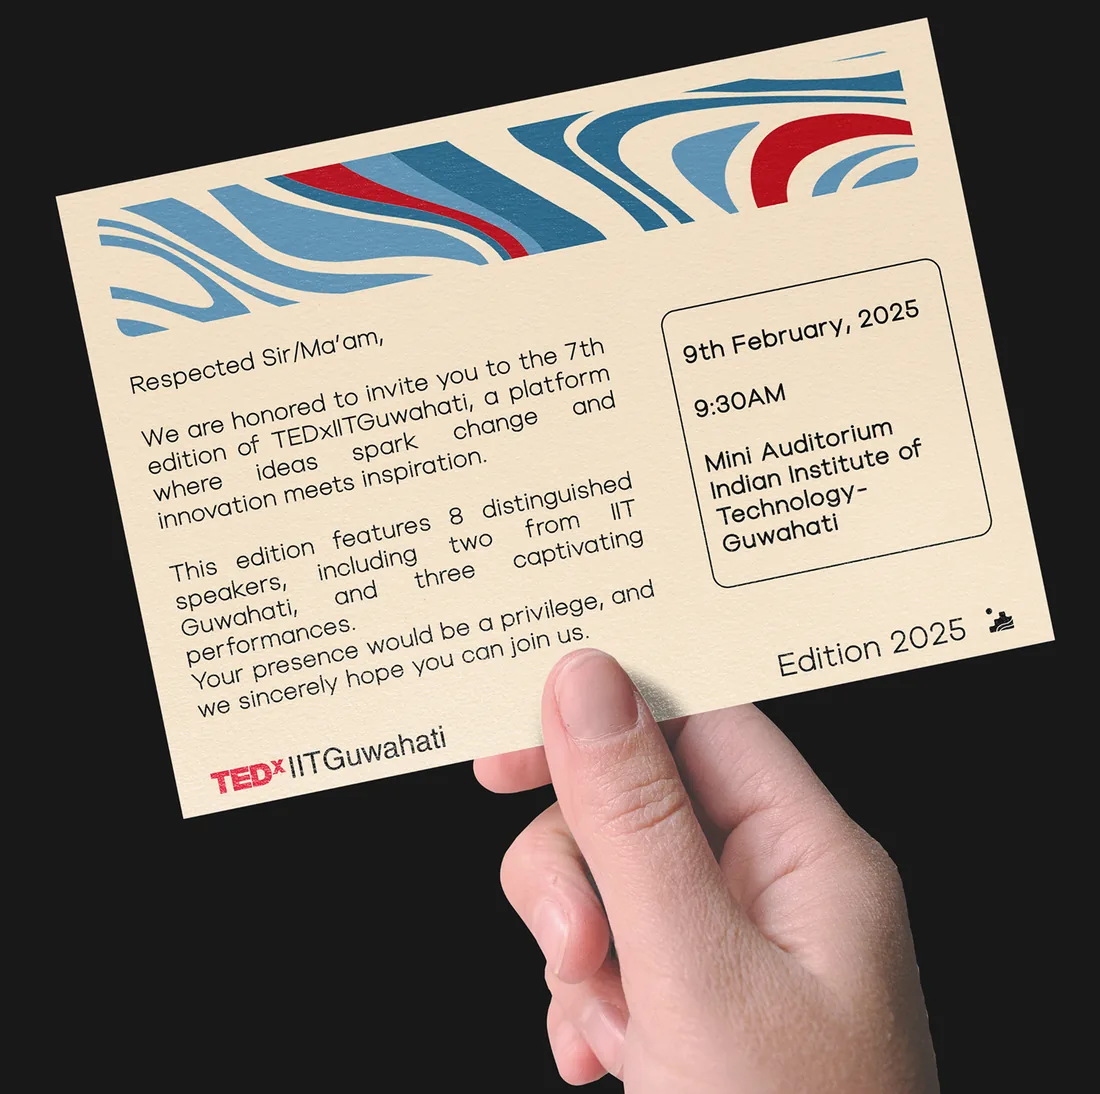 Respected Sir/Ma'am,
We are honored to invite you to the 7th
edition of TEDxIITGuwahati, a platform
where ideas spark change and
innovation meets inspiration.
This edition features 8 distinguished
speakers, including two from IIT
Guwahati, and three captivating
performances.
Your presence would be a privilege, and
we sincerely hope you can join us.
TEDx IITGuwahati
9th February, 2025
9:30AM
Mini Auditorium
Indian Institute of
Technology-
Guwahati
Edition 2025